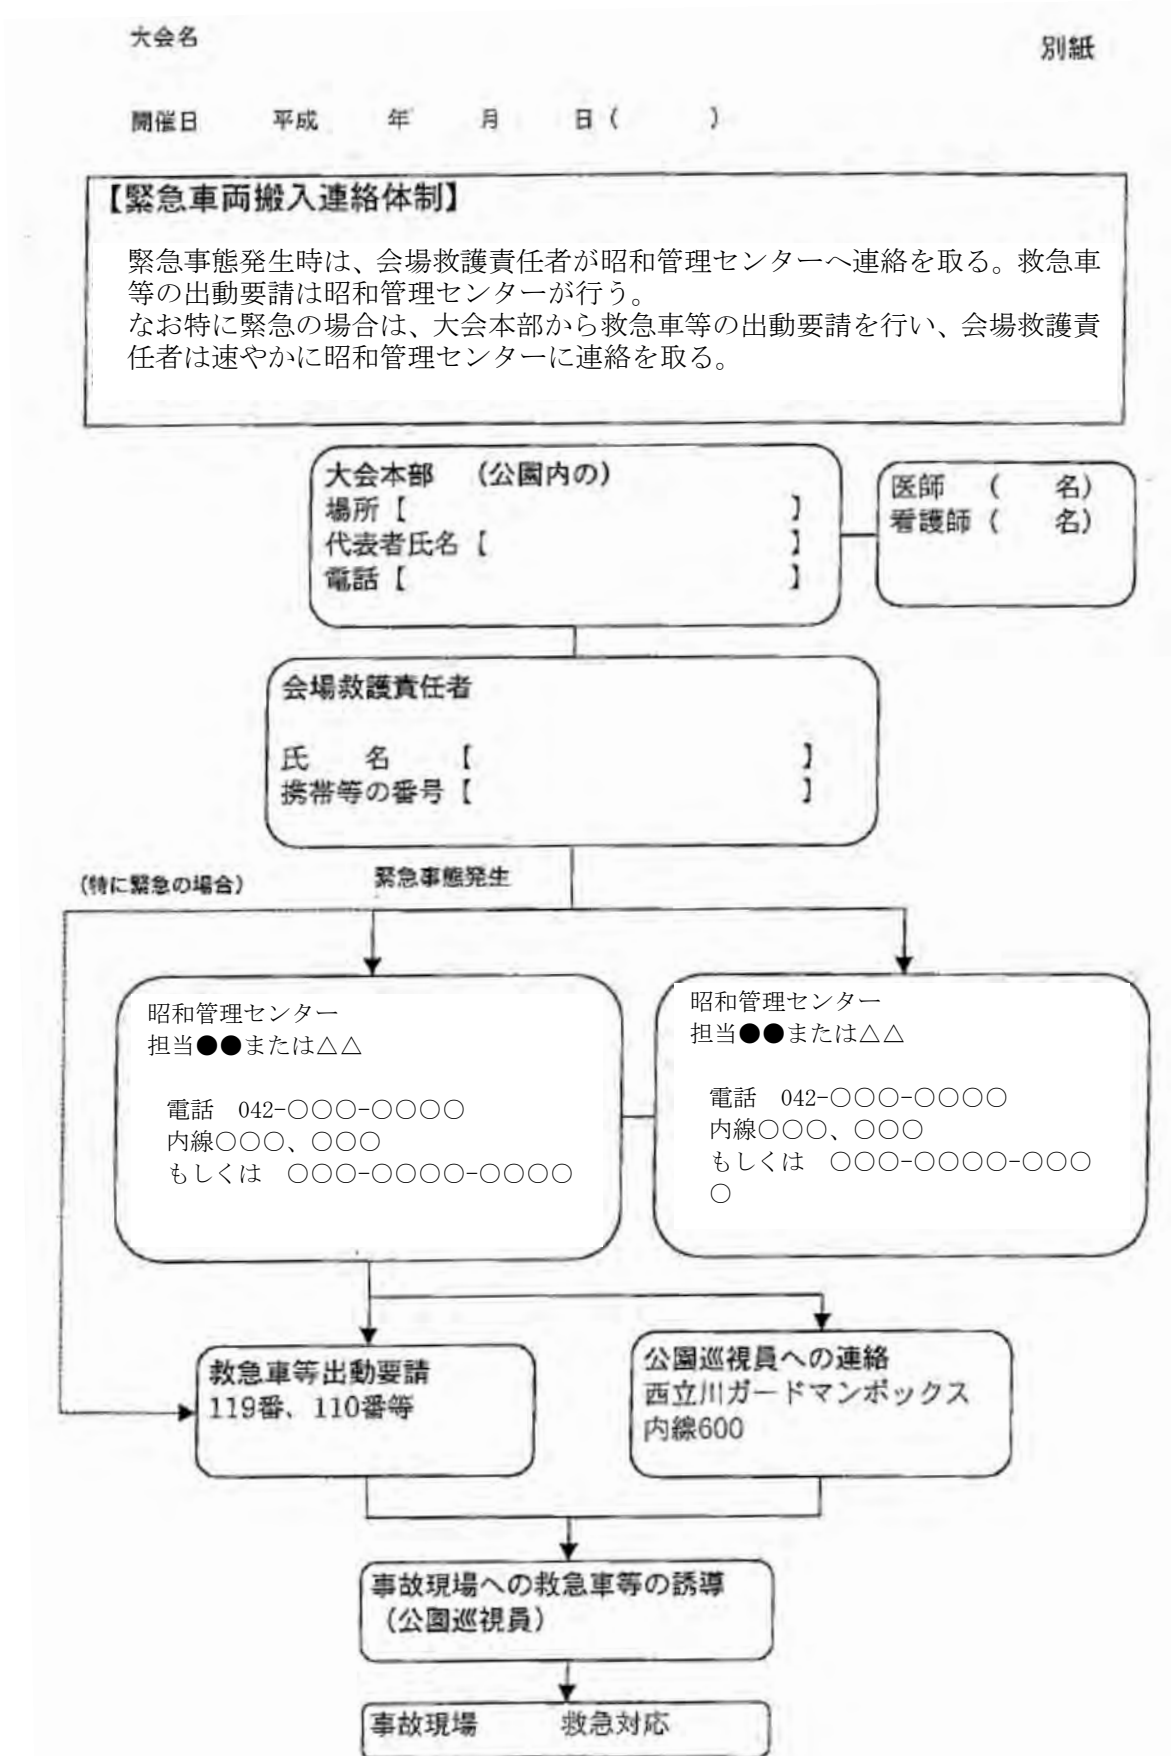 大会名
別紙
開催日 平成 年 月 日( )
【緊急車両搬入連絡体制】
緊急事態発生時は、会場救護責任者が昭和管理センターへ連絡を取る。救急車
等の出動要請は昭和管理センターが行う。
なお特に緊急の場合は、大会本部から救急車等の出動要請を行い、会場救護責
任者は速やかに昭和管理センターに連絡を取る。
大会本部 (公園内の)
場所【 】
代表者氏名【 】
電話【 】
医師 ( 名)
看護師 ( 名)
会場救護責任者
氏 名 【 】
携帯等の番号【 】
(特に緊急の場合)
緊急事態発生
昭和管理センター
担当●●または△△
電話 042-○○○-○○○○
内線○○○、○○○
もしくは ○○○-○○○○-○○○○
昭和管理センター
担当●●または△△
電話 042-○○○-○○○○
内線○○○、○○○
もしくは ○○○-○○○○-○○○
○
救急車等出動要請
119番、110番等
公園巡視員への連絡
西立川ガードマンボックス
内線600
事故現場への救急車等の誘導
(公園巡視員)
事故現場 救急対応